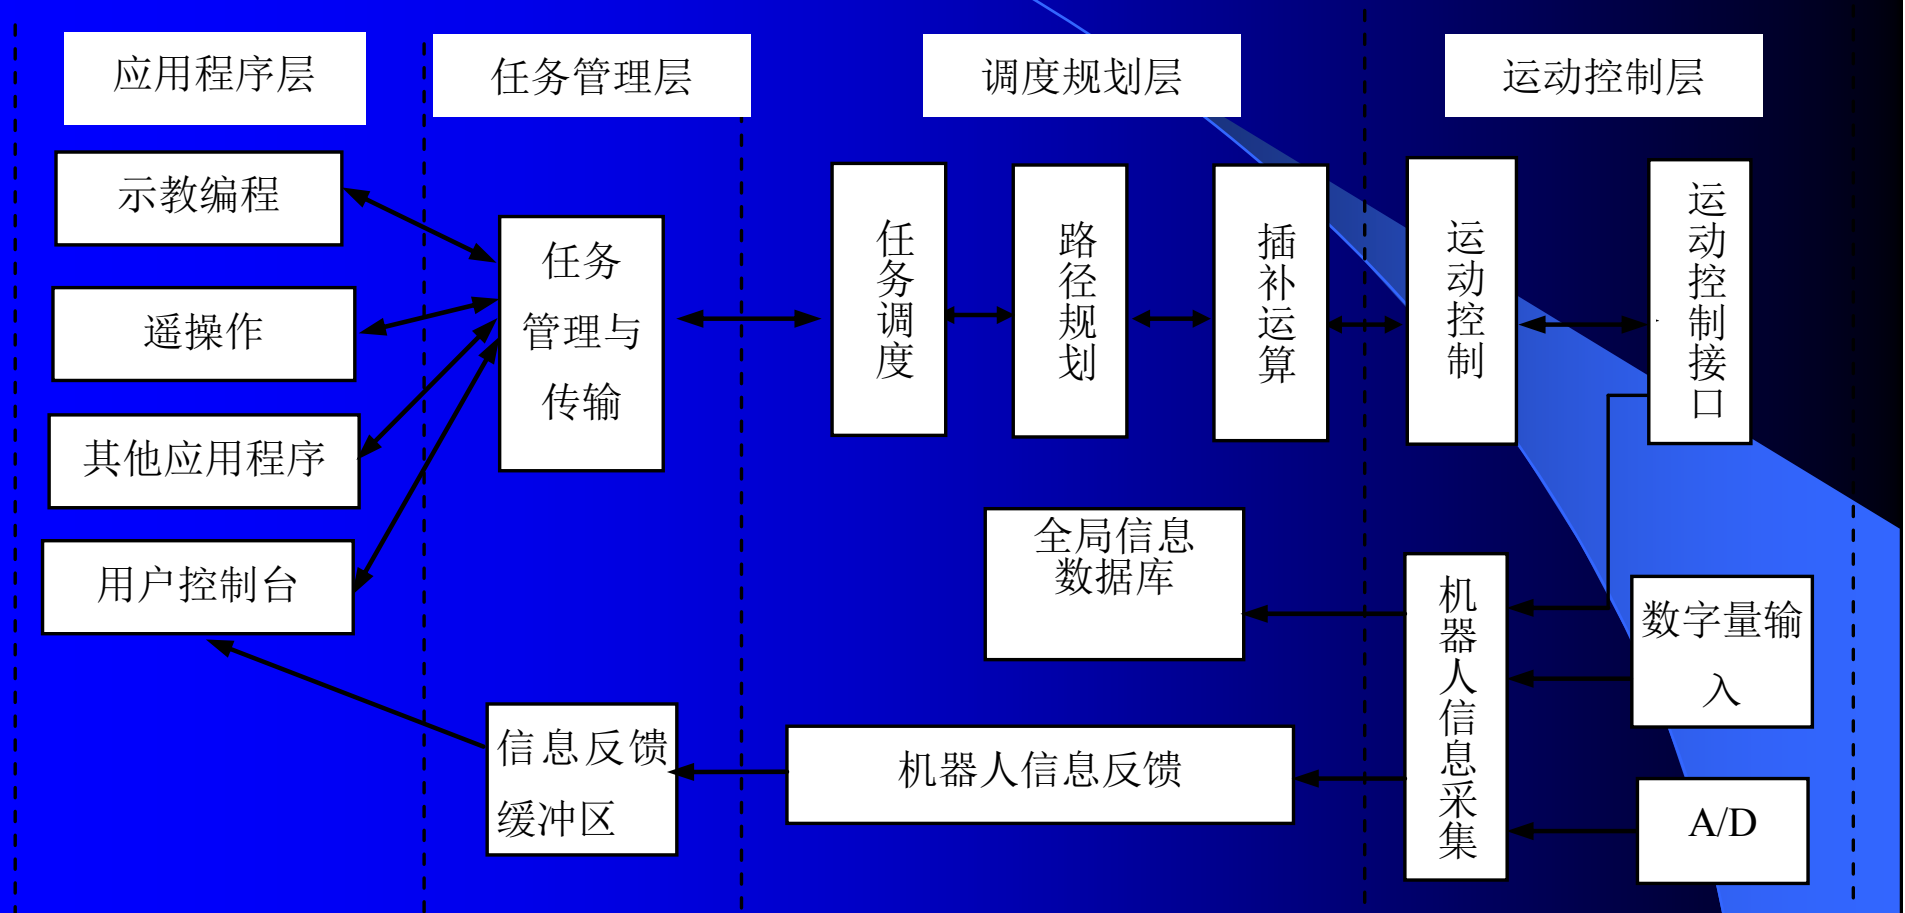 应用程序层
任务管理层
调度规划层
运动控制层
示教编程
遥操作
其他应用程序
用户控制台
任务
管理与
传输
任务调度
路径规划
插补运算
运动控制
运动控制接口
全局信息
数据库
机器人信息采集
数字量输
入
A/D
信息反馈
缓冲区
机器人信息反馈